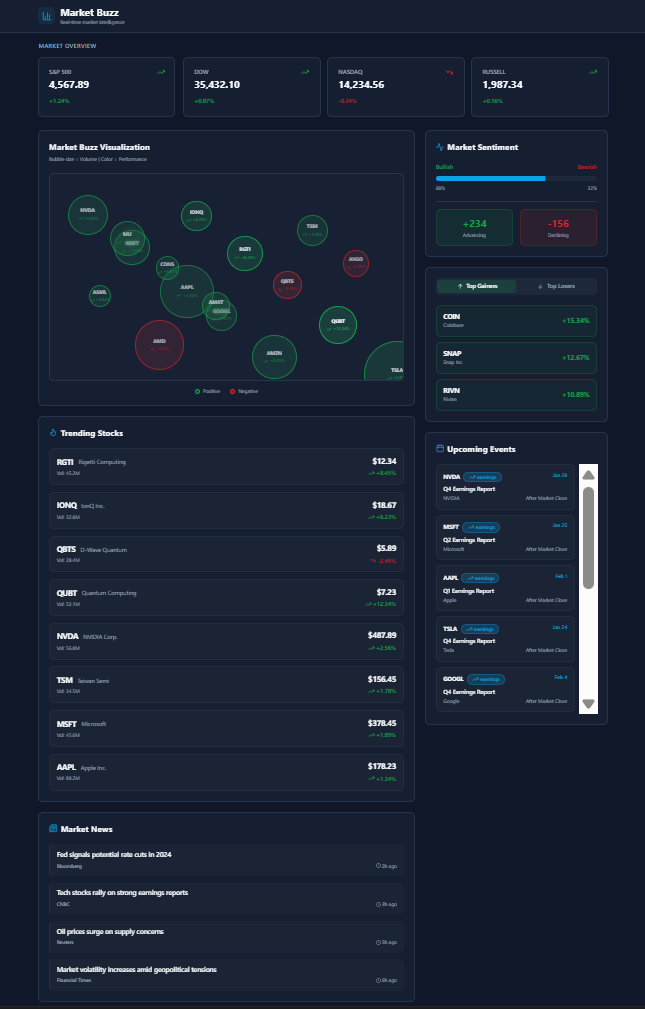 Market Buzz
Real-time market intelligence
MARKET OVERVIEW
S&P 500
4,567.89
+1.24%
DOW
35,432.10
+0.87%
NASDAQ
14,234.56
-0.34%
RUSSELL
1,987.34
+0.56%
Market Buzz Visualization
Bubble size = Volume | Color = Performance
NVDA
MU
MSFT
IONQ
TSM
RGTI
AVGO
COINS
QBTS
ASML
AAPL
AMAT
GOOGL
QUBT
AMD
AMZN
TSLA
Positive
Negative
Trending Stocks
RGTI Rigetti Computing
$12.34
Vol: 45.2M
+8.45%
IONQ IonQ Inc.
$18.67
Vol: 32.8M
+6.23%
QBTS D-Wave Quantum
$5.89
Vol: 28.4M
-2.45%
QUBT Quantum Computing
$7.23
Vol: 52.1M
+12.34%
NVDA NVIDIA Corp.
$487.89
Vol: 56.8M
+2.56%
TSM Taiwan Semi
$156.45
Vol: 34.5M
+1.78%
MSFT Microsoft
$378.45
Vol: 45.6M
+1.89%
AAPL Apple Inc.
$178.23
Vol: 89.2M
+1.34%
Market News
Fed signals potential rate cuts in 2024
Bloomberg
2h ago
Tech stocks rally on strong earnings reports
CNBC
3h ago
Oil prices surge on supply concerns
Reuters
5h ago
Market volatility increases amid geopolitical tensions
Financial Times
6h ago
Market Sentiment
Bullish
Bearish
68%
32%
+234
Advancing
-156
Declining
Top Gainers
Top Losers
COIN
Coinbase
+15.34%
SNAP
Snap Inc
+12.67%
RIVN
Rivian
+10.89%
Upcoming Events
NVDA earnings
Q4 Earnings Report
NVIDIA
After Market Close
MSFT earnings
Jan 25
Q2 Earnings Report
Microsoft
After Market Close
AAPL earnings
Feb 1
Q1 Earnings Report
Apple
After Market Close
TSLA earnings
Jan 24
Q4 Earnings Report
Tesla
After Market Close
GOOGL earnings
Feb 4
Q4 Earnings Report
Google
After Market Close